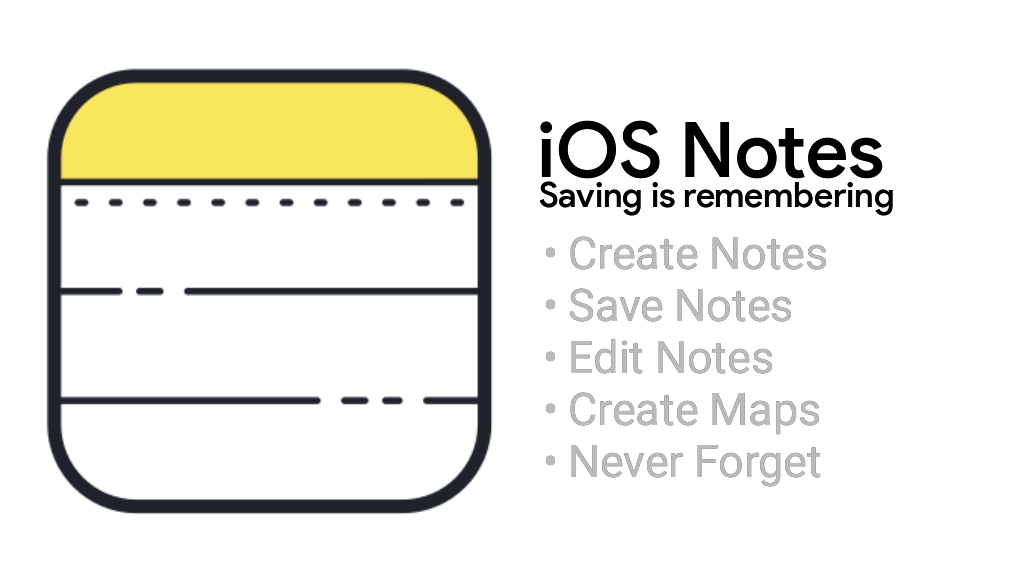 iOS Notes
Saving is remembering
• Create Notes
• Save Notes
• Edit Notes
• Create Maps
• Never Forget